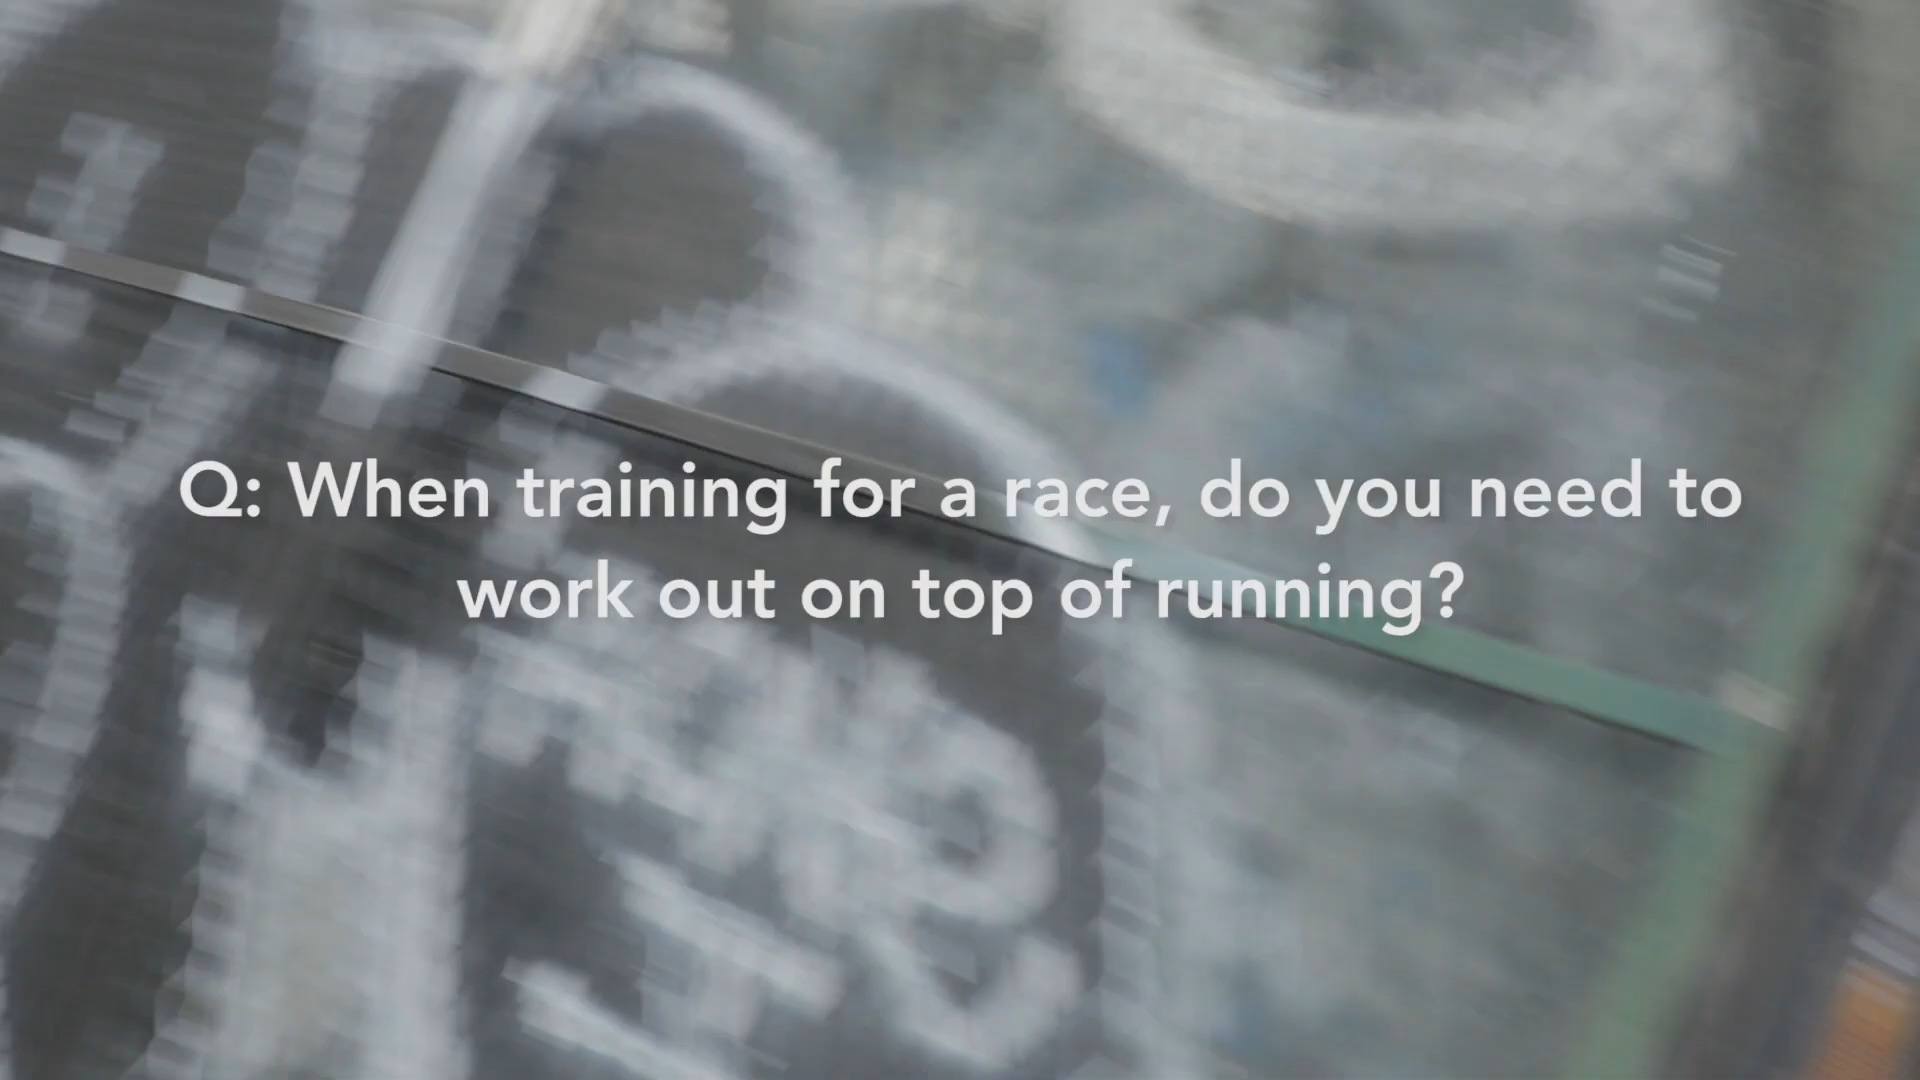 Q: When training for a race, do you need to
work out on top of running?